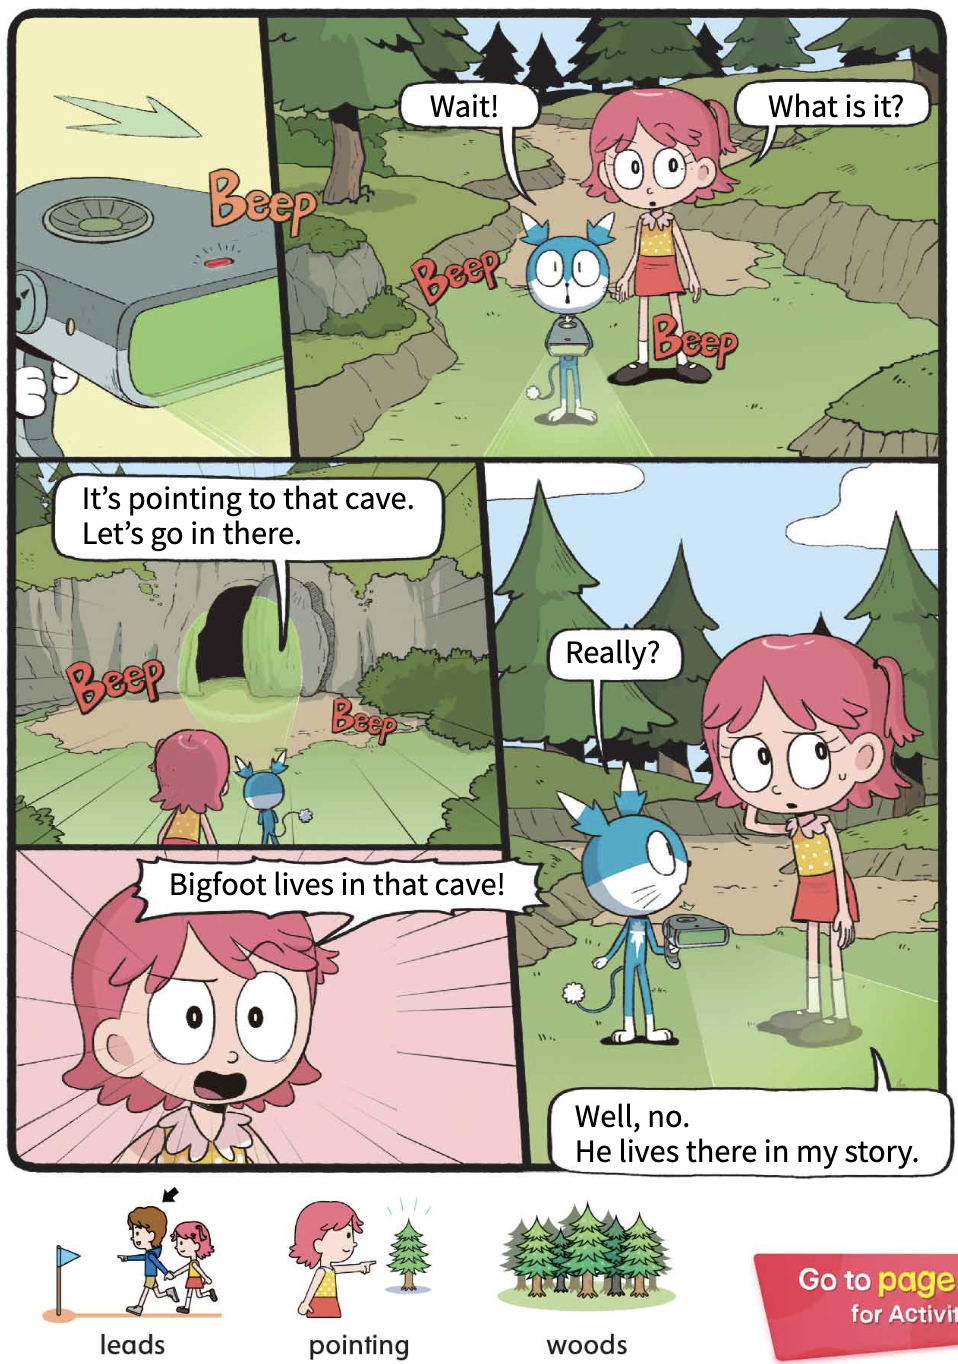 Beep
Wait!
What is it?
Beep
Beep
It's pointing to that cave.
Let's go in there.
Beep
Beep
Bigfoot lives in that cave!
Really?
Well, no.
He lives there in my story.
leads
pointing
woods
Go to page
for